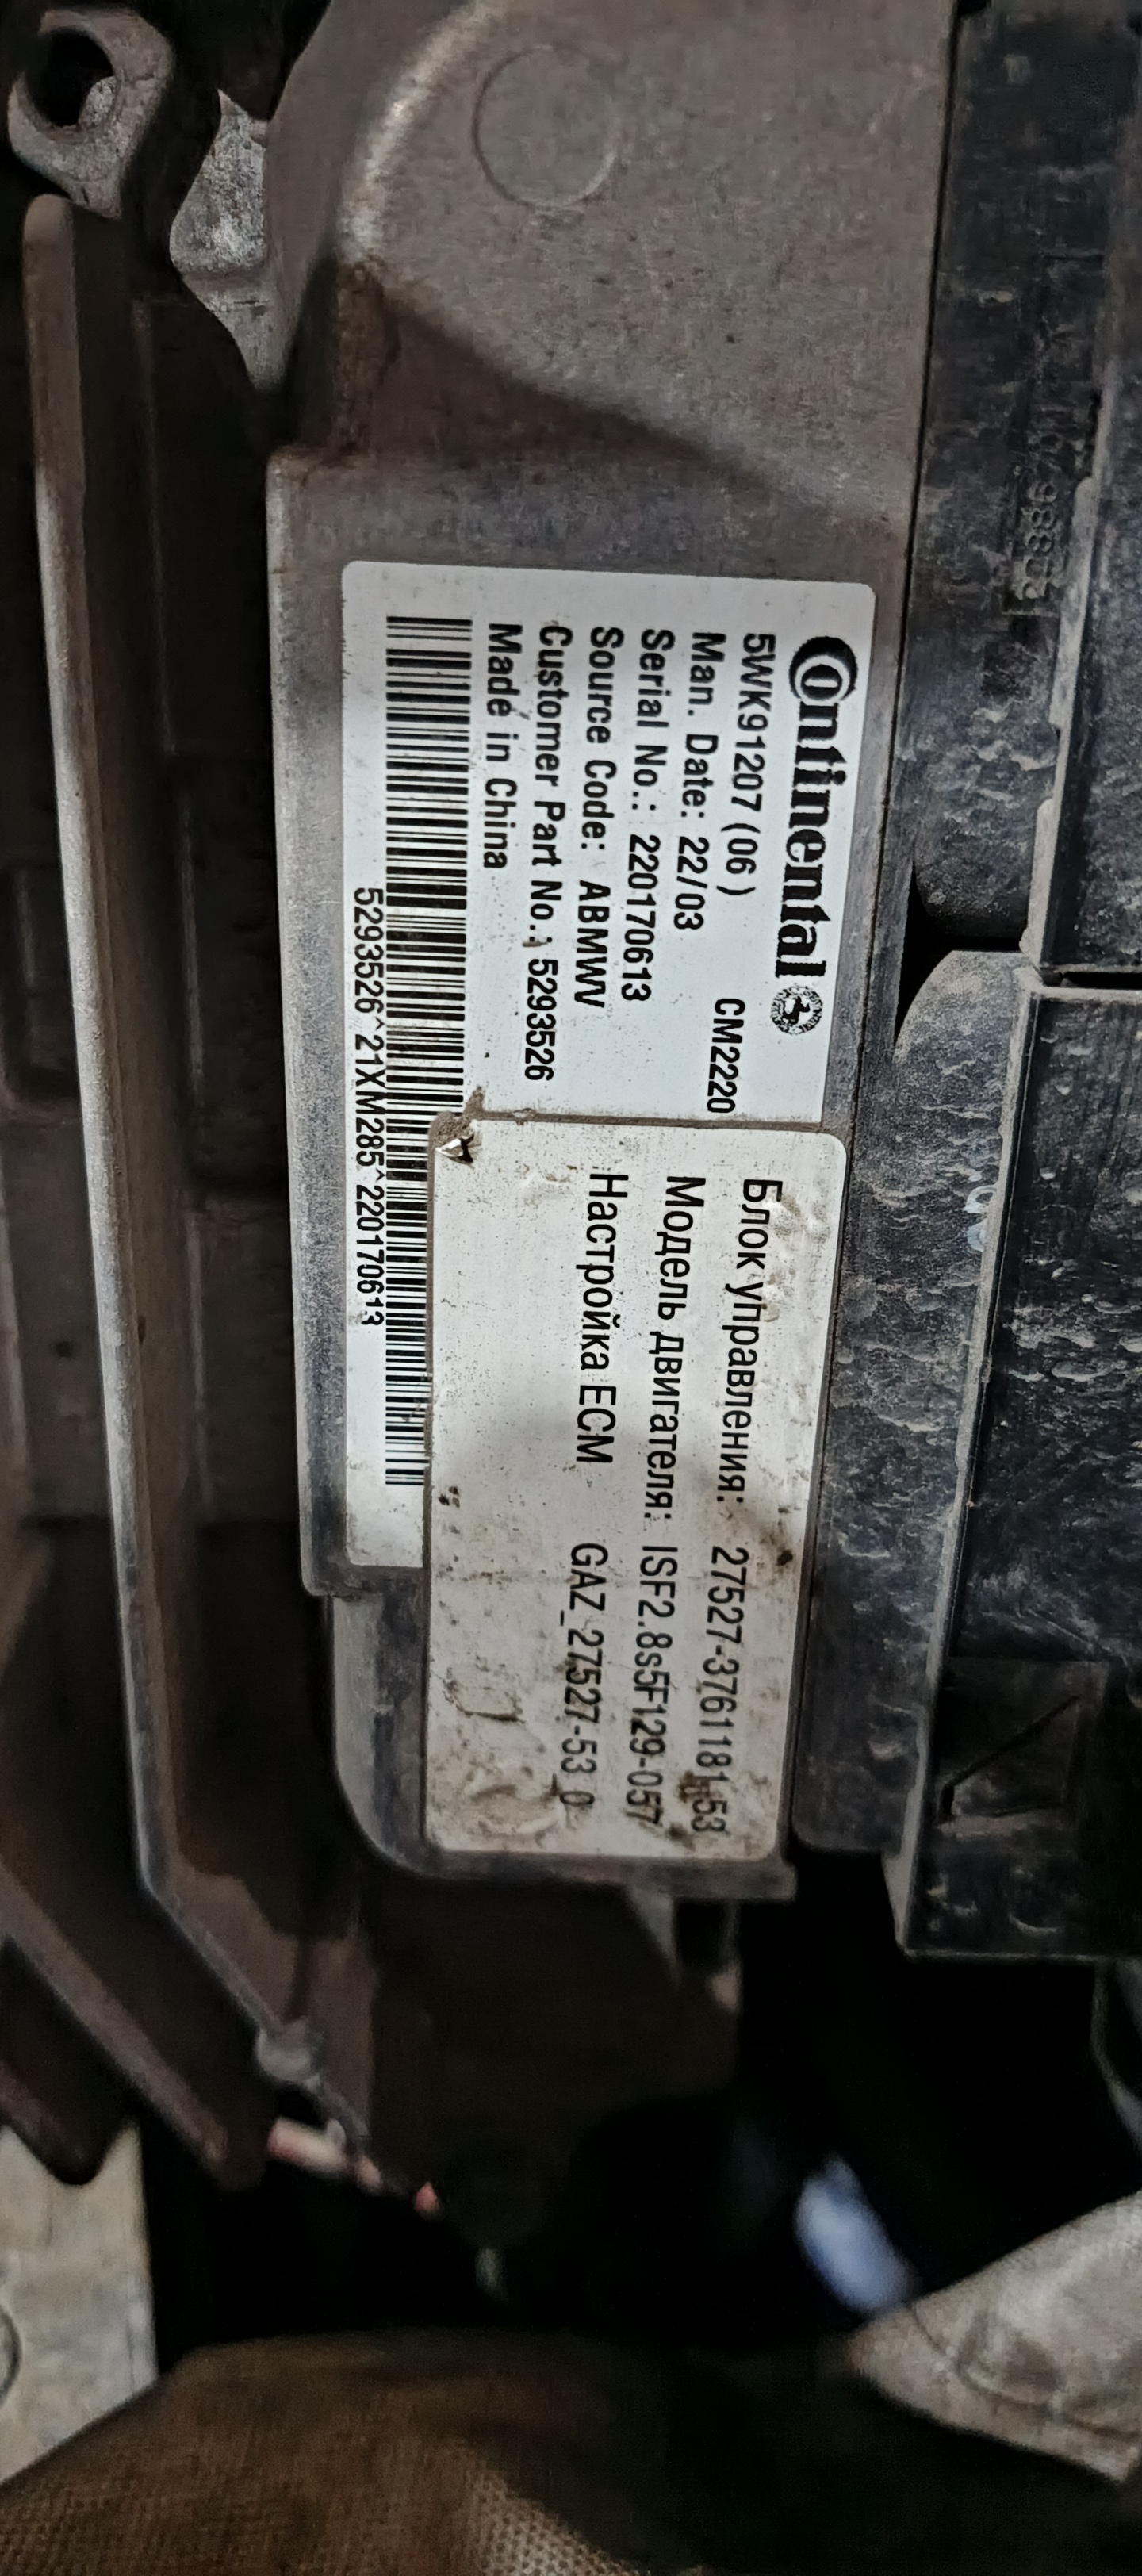 Continental
5WK91207 (06) CM2220
Man. Date: 22/03
Serial No.: 220170613
Source Code: ABMWV
Customer Part No.: 5293526
Made in China
5293526^21XM285^220170613
Блок управления: 27527-3761181-53
Модель двигателя: ISF2.8s5F129-057
Настройка ECM GAZ_27527-53_0